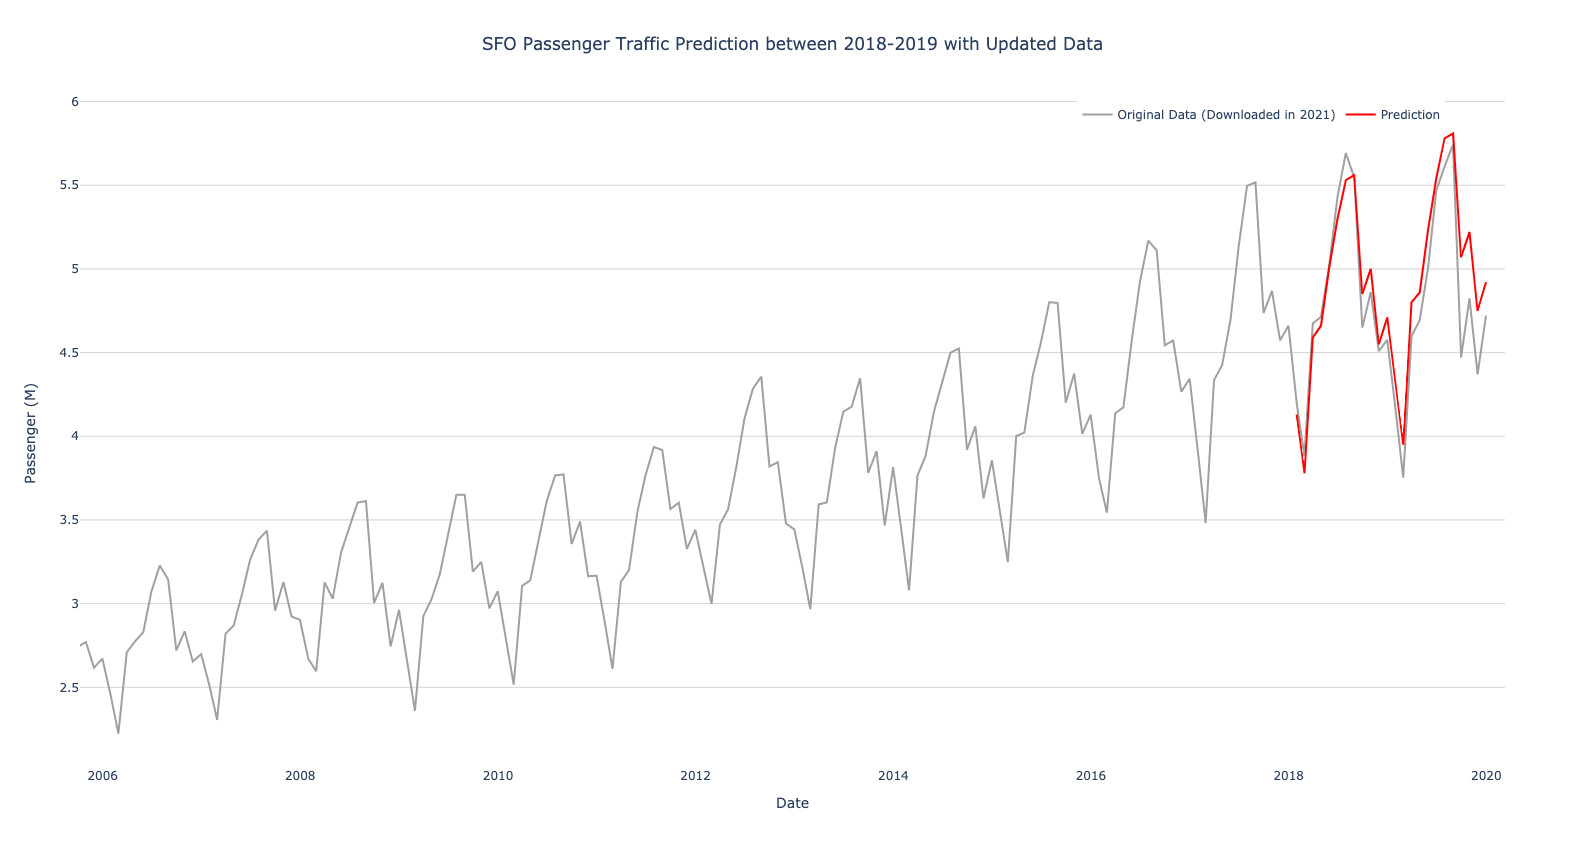 SFO Passenger Traffic Prediction between 2018-2019 with Updated Data
Original Data (Downloaded in 2021) Prediction
6
5.5
5
4.5
4
3.5
3
2.5
Passenger (M)
2006 2008 2010 2012 2014 2016 2018 2020
Date